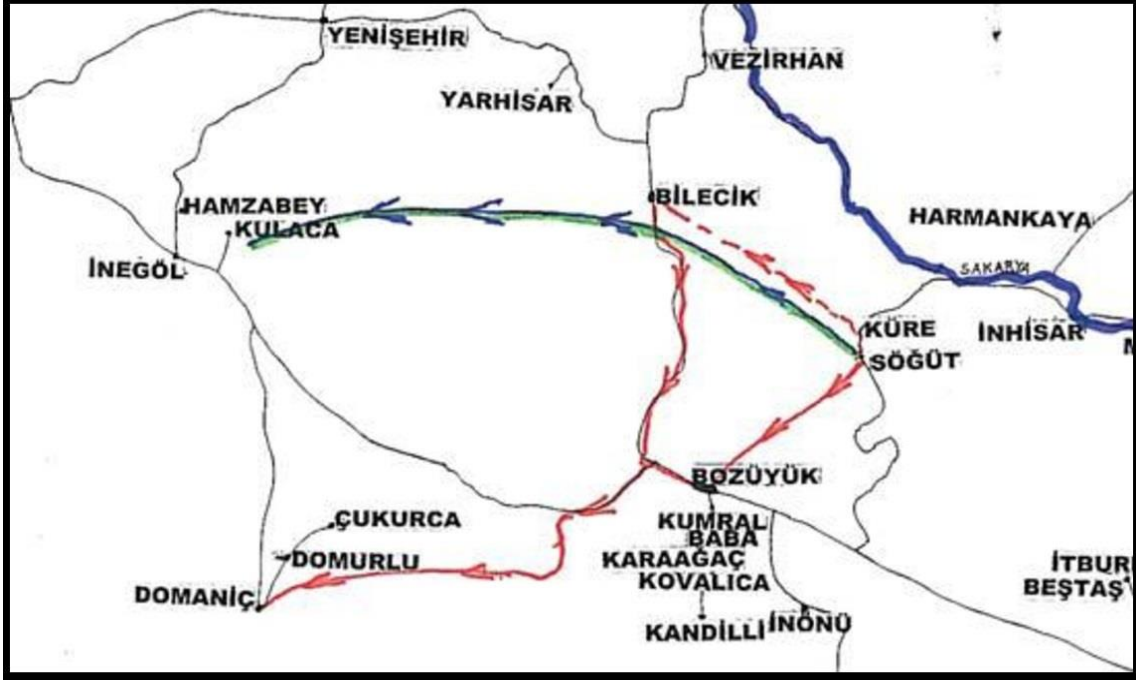 YENİŞEHİR
VEZİRHAN
YARHİSAR
BİLECİK
HAMZABEY
KULACA
HARMANKAYA
İNEGÖL
SAKARYA
KÜRE
İNHİSAR
SÖĞÜT
BOZÜYÜK
ÇUKURCA
KUMRAL
BABA
DOMURLU
KARAAĞAÇ
KOVALICA
DOMANİÇ
KANDİLLİ
İNÖNÜ
BEŞTAŞ